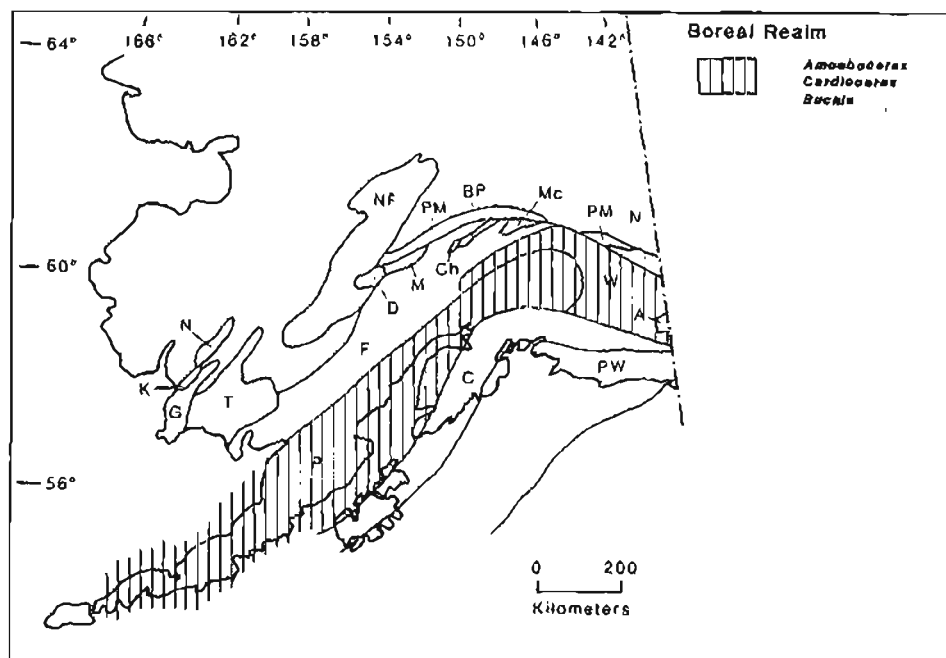 166° 162° 158° 154° 150° 146° 142°
64°
60°
56°
Boreal Realm
Amoeboceras
Cardioceras
Buchia
NF
PM
BP
Mc
PM
N
Ch
M
D
W
A
N
F
K
G
T
C
PW
P
0 200
Kilometers